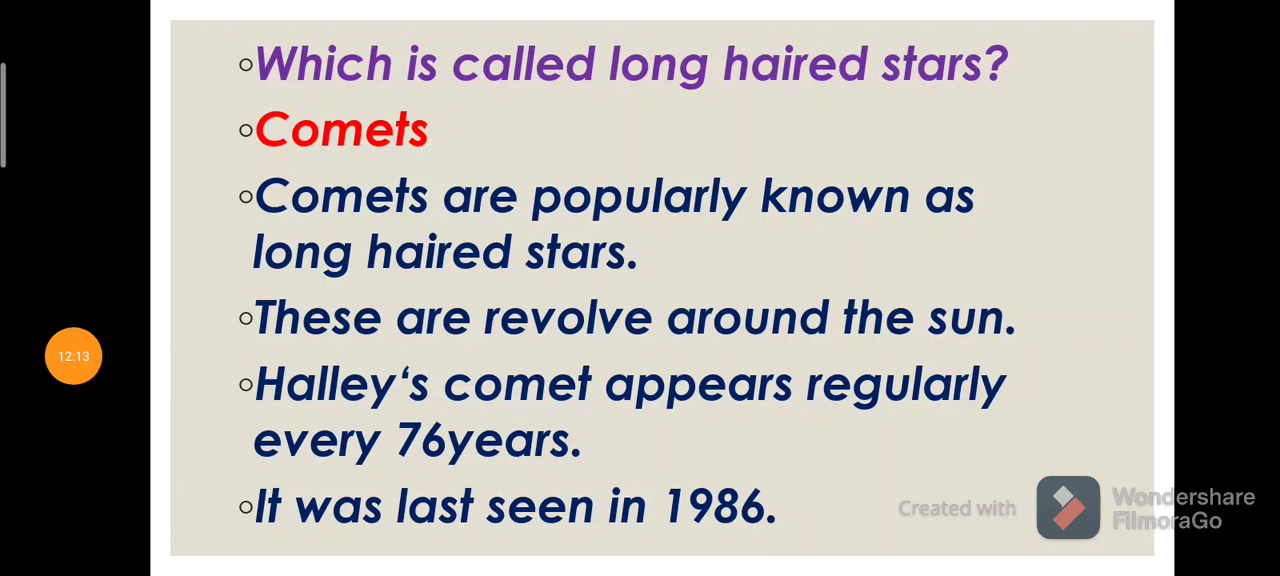 ◦Which is called long haired stars?
◦Comets
◦Comets are popularly known as
long haired stars.
◦These are revolve around the sun.
◦Halley‘s comet appears regularly
every 76years.
◦It was last seen in 1986.
12:13
Created with
Wondershare
FilmoraGo